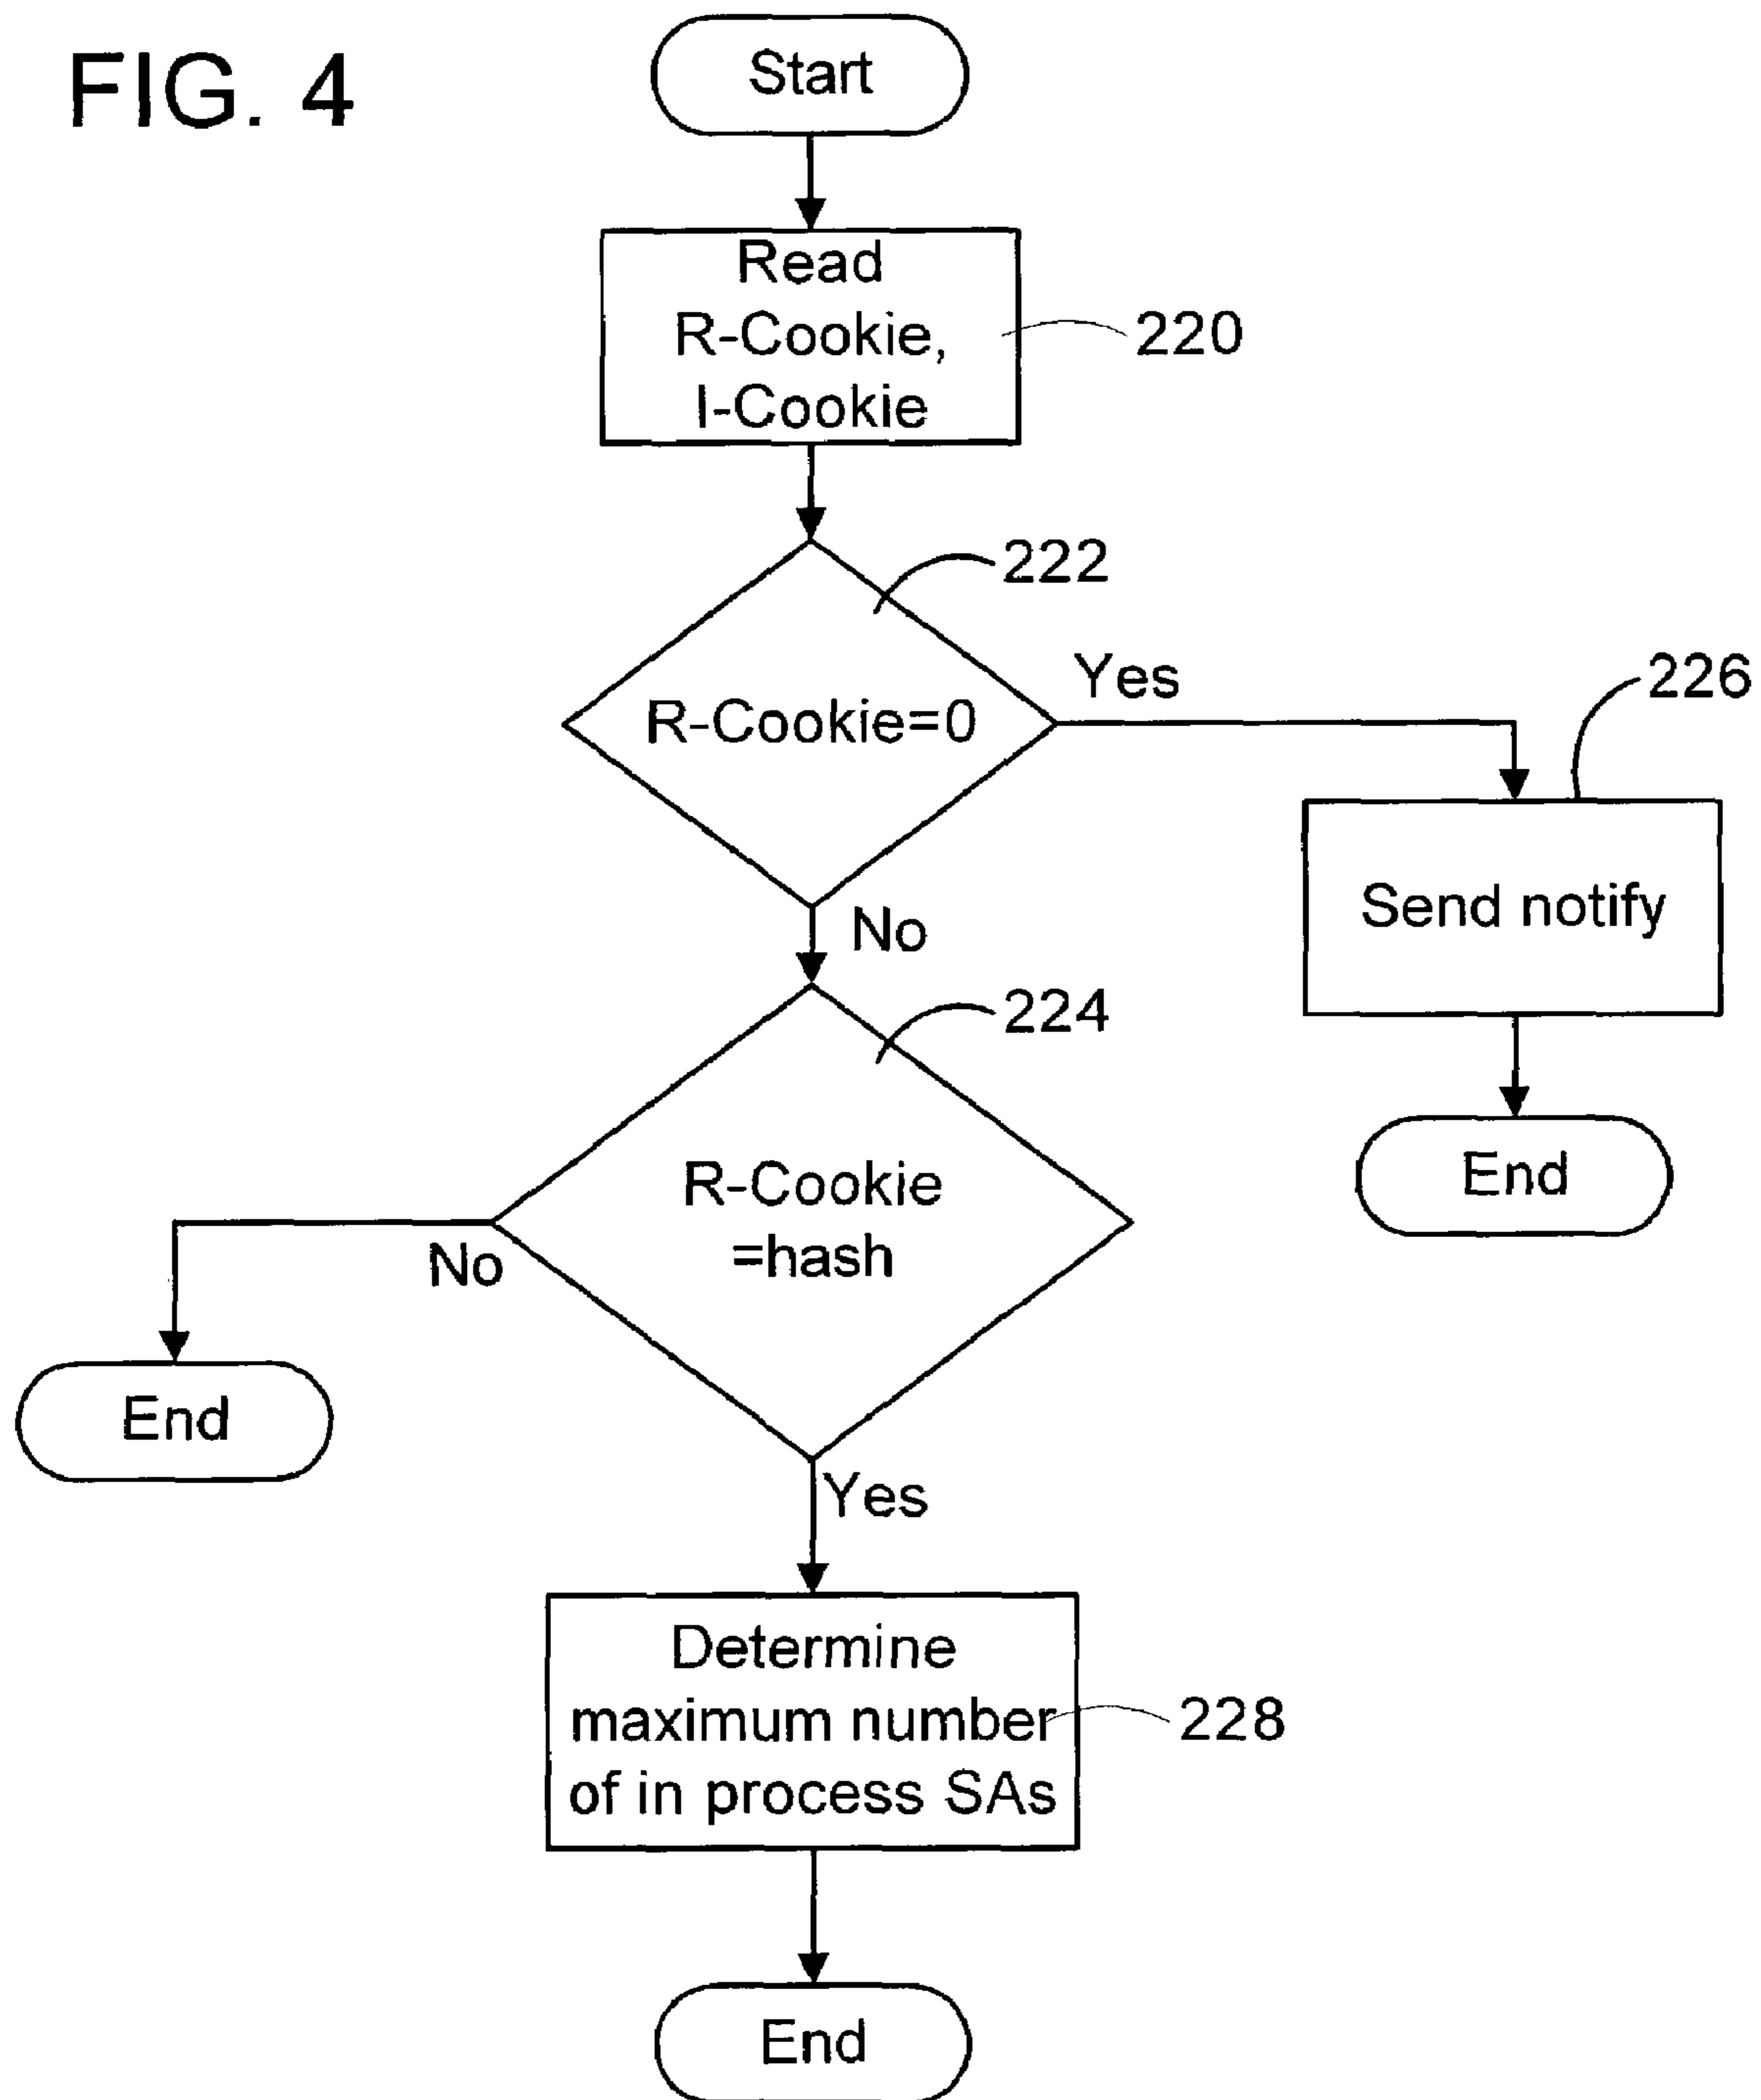 FIG. 4
Start
Read
R-Cookie,
I-Cookie
220
222
R-Cookie=0
Yes
226
Send notify
No
End
224
R-Cookie
=hash
No
End
Yes
Determine
maximum number
of in process SAs
228
End